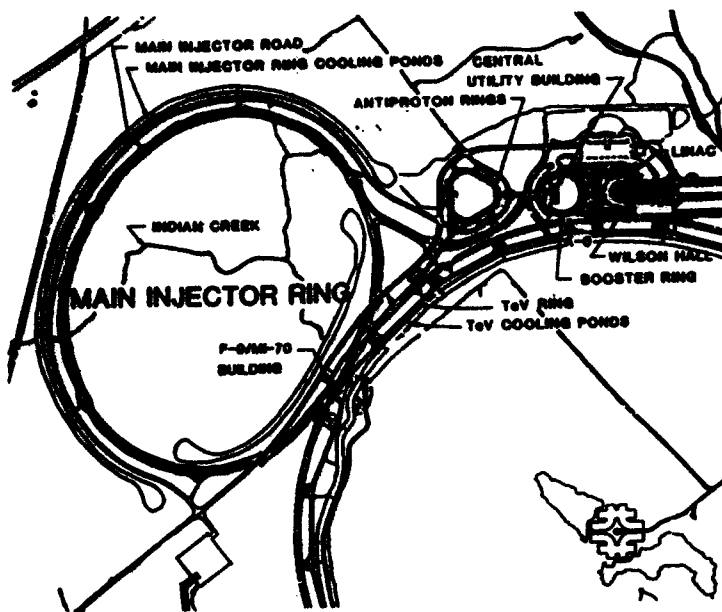 MAIN INJECTOR ROAD
MAIN INJECTOR RING COOLING PONDS
CENTRAL
UTILITY BUILDING
ANTIPROTON RINGS
LINAC
INDIAN CREEK
WILSON HALL
BOOSTER RING
MAIN INJECTOR RING
TeV RING
TeV COOLING PONDS
F-0/MI-70
BUILDING